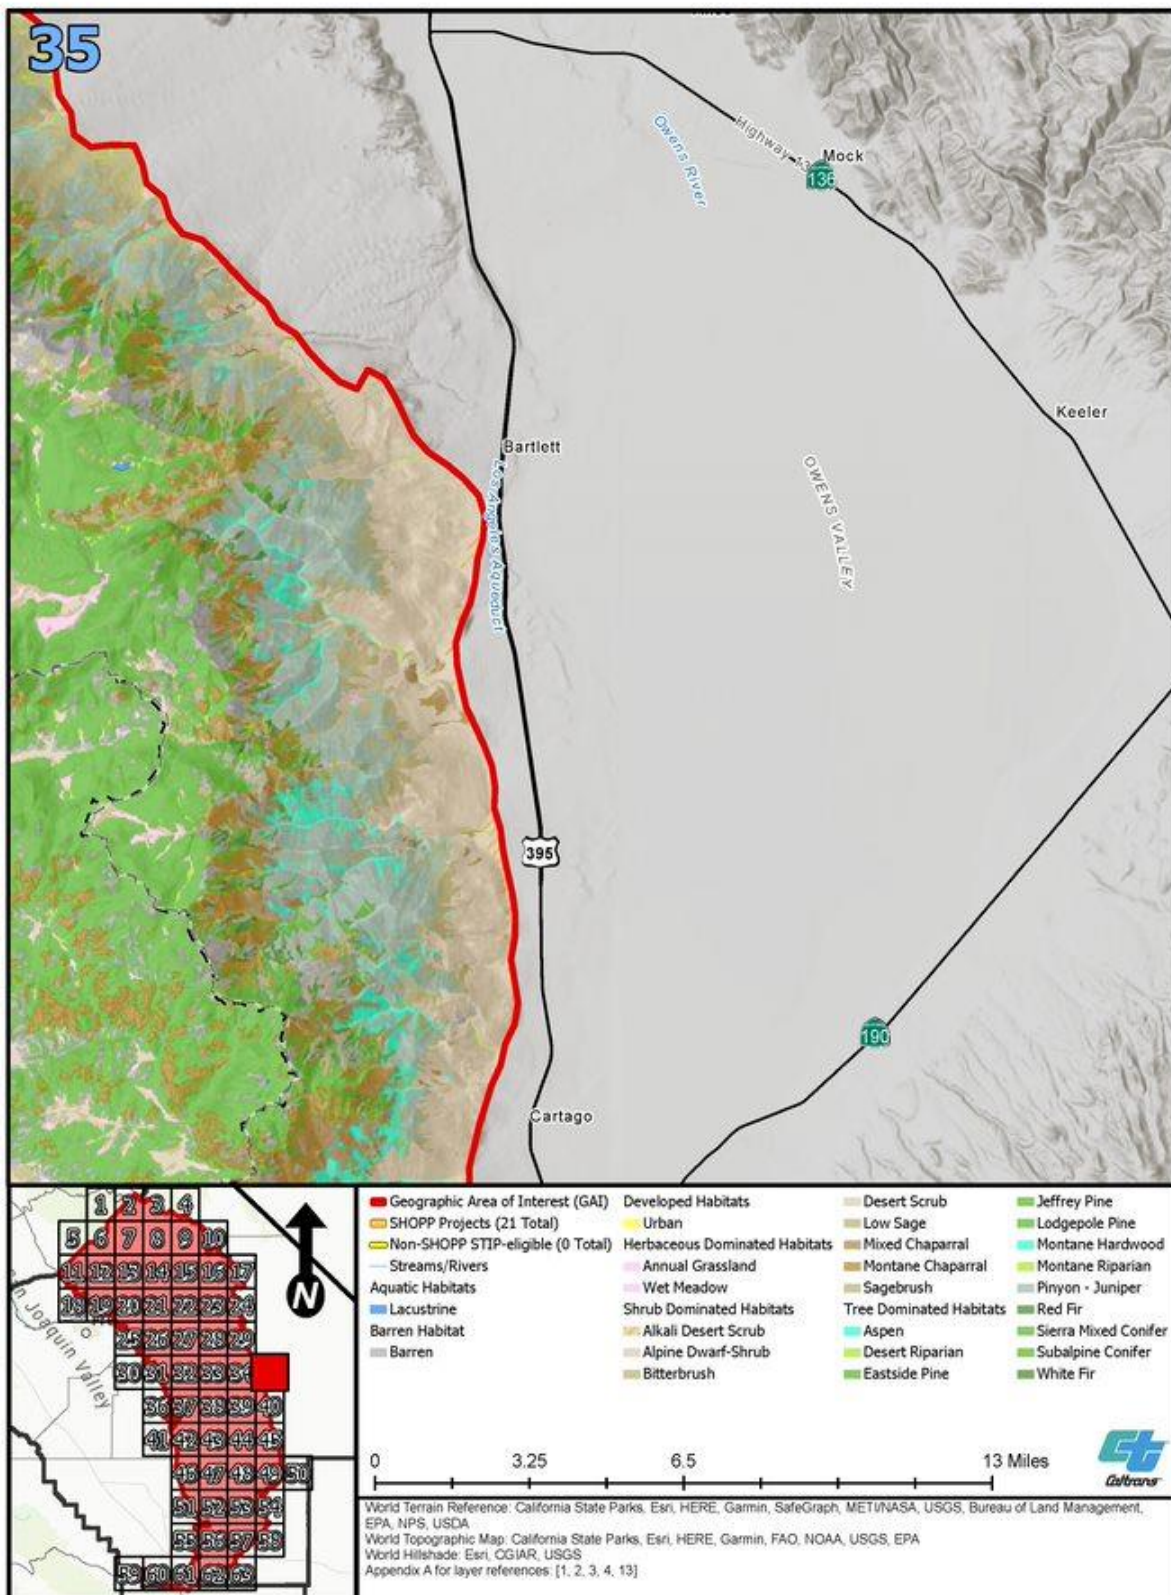 35
Owens River
Highway 13
Mock
136
Keeler
Bartlett
Los Angeles Aqueduct
OWENS VALLEY
395
190
Cartago
1 2 3 4
5 6 7 8 9 10
11 12 13 14 15 16 17
18 19 20 21 22 23 24
25 26 27 28 29
30 31 32 33 34
36 37 38 39 40
41 42 43 44 45
46 47 48 49 50
51 52 53 54
55 56 57 58
59 60 61 62 63
n Joaquin Valley
N
Geographic Area of Interest (GAI)
SHOPP Projects (21 Total)
Non-SHOPP STIP-eligible (0 Total)
Streams/Rivers
Aquatic Habitats
Lacustrine
Barren Habitat
Barren
Developed Habitats
Urban
Herbaceous Dominated Habitats
Annual Grassland
Wet Meadow
Shrub Dominated Habitats
Alkali Desert Scrub
Alpine Dwarf-Shrub
Bitterbrush
Desert Scrub
Low Sage
Mixed Chaparral
Montane Chaparral
Sagebrush
Tree Dominated Habitats
Aspen
Desert Riparian
Eastside Pine
Jeffrey Pine
Lodgepole Pine
Montane Hardwood
Montane Riparian
Pinyon - Juniper
Red Fir
Sierra Mixed Conifer
Subalpine Conifer
White Fir
0 3.25 6.5 13 Miles
ct
Caltrans
World Terrain Reference: California State Parks, Esri, HERE, Garmin, SafeGraph, METI/NASA, USGS, Bureau of Land Management,
EPA, NPS, USDA
World Topographic Map: California State Parks, Esri, HERE, Garmin, FAO, NOAA, USGS, EPA
World Hillshade: Esri, CGIAR, USGS
Appendix A for layer references: [1, 2, 3, 4, 13]